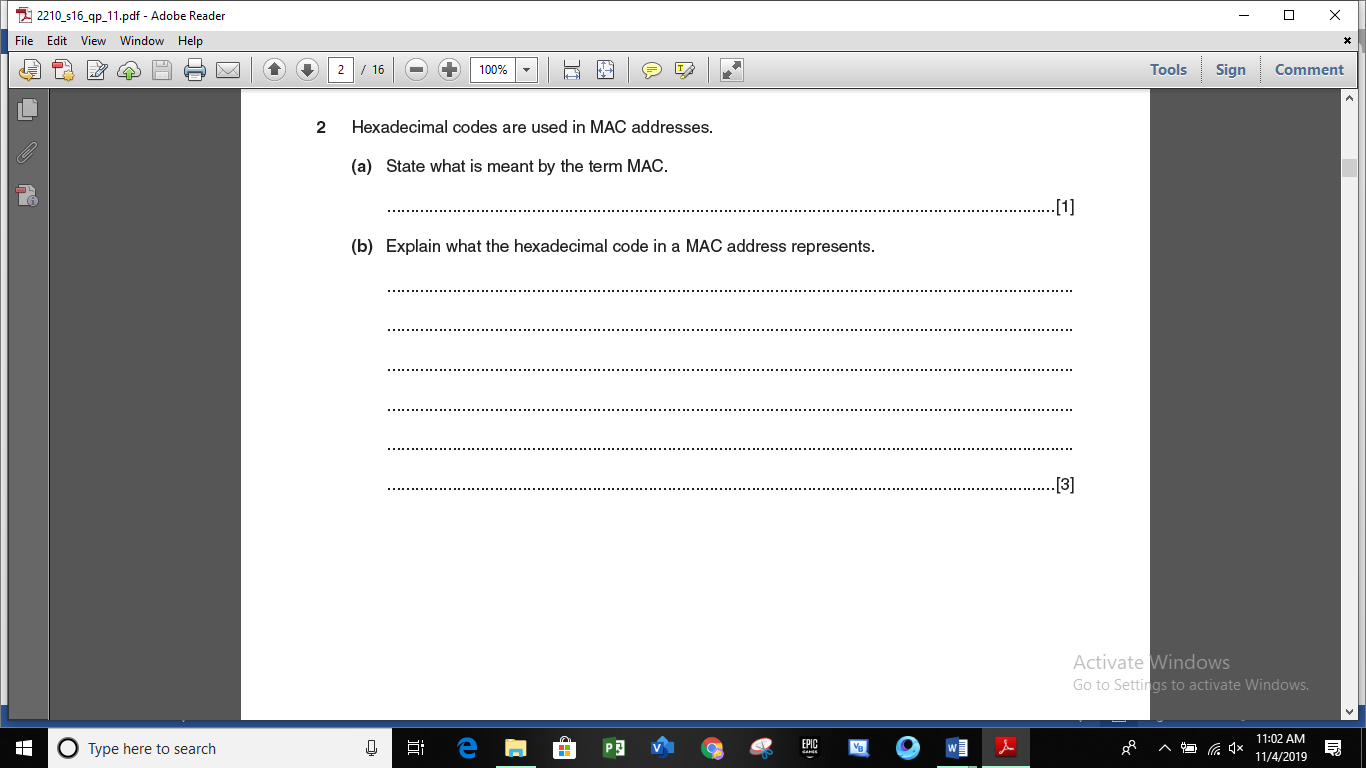 2210_s16_qp_11.pdf - Adobe Reader
File Edit View Window Help
2 / 16 100% Tools Sign Comment
2 Hexadecimal codes are used in MAC addresses.
(a) State what is meant by the term MAC.
...................................................................................................................................................[1]
(b) Explain what the hexadecimal code in a MAC address represents.
.......................................................................................................................................................
.......................................................................................................................................................
.......................................................................................................................................................
.......................................................................................................................................................
.......................................................................................................................................................
...................................................................................................................................................[3]
Activate Windows
Go to Settings to activate Windows.
Type here to search
EPIC GAMES
11:02 AM
11/4/2019